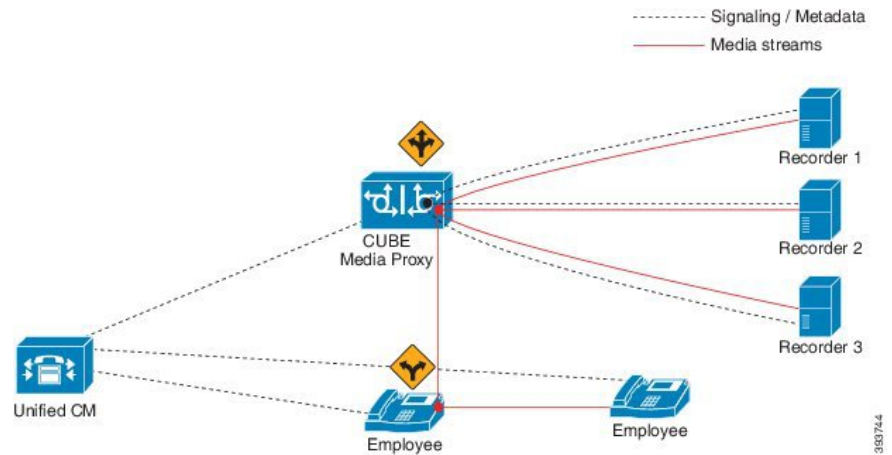 Signaling / Metadata
Media streams
Recorder 1
CUBE
Media Proxy
Recorder 2
Recorder 3
Unified CM
Employee
Employee
393744